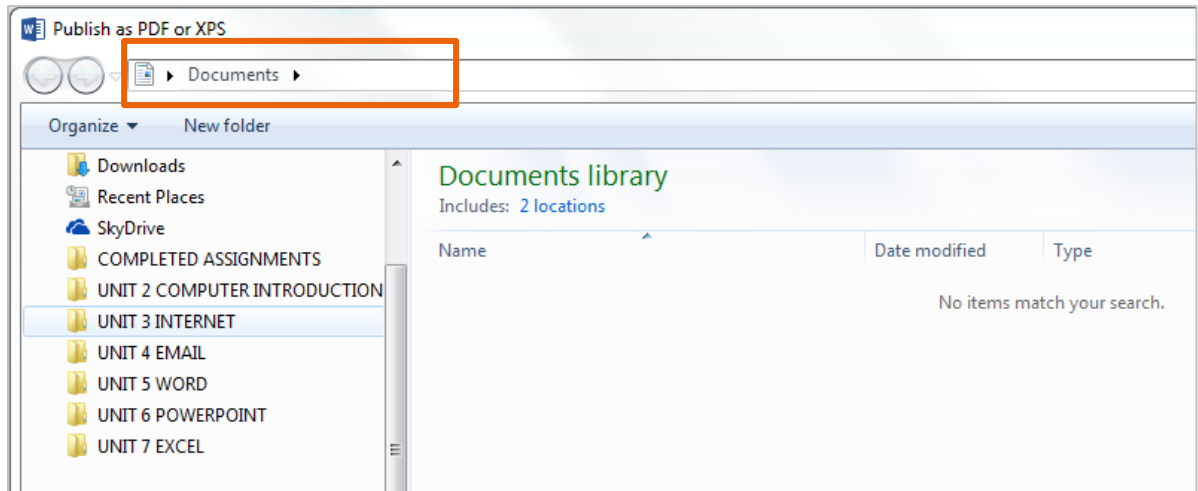 Publish as PDF or XPS
Documents
Organize New folder
Downloads
Recent Places
SkyDrive
COMPLETED ASSIGNMENTS
UNIT 2 COMPUTER INTRODUCTION
UNIT 3 INTERNET
UNIT 4 EMAIL
UNIT 5 WORD
UNIT 6 POWERPOINT
UNIT 7 EXCEL
Documents library
Includes: 2 locations
Name Date modified Type
No items match your search.